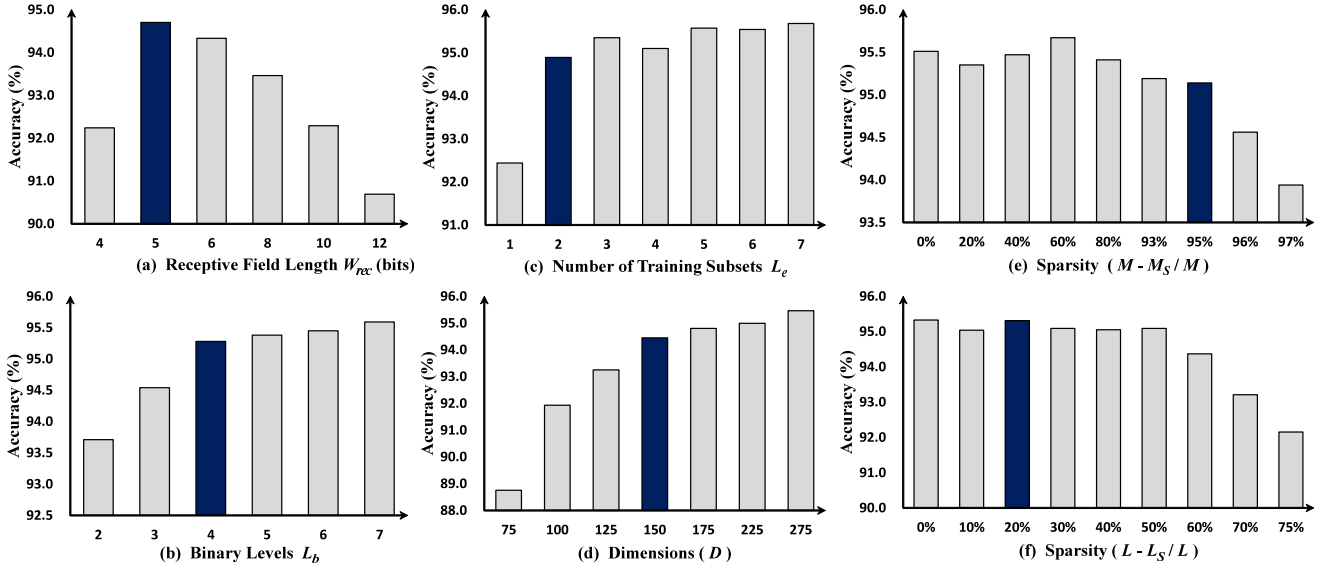 Accuracy (%)
95.0
94.0
93.0
92.0
91.0
90.0
4 5 6 8 10 12
(a) Receptive Field Length W_rec (bits)
Accuracy (%)
96.0
95.0
94.0
93.0
92.0
91.0
1 2 3 4 5 6 7
(c) Number of Training Subsets L_e
Accuracy (%)
96.0
95.5
95.0
94.5
94.0
93.5
0% 20% 40% 60% 80% 93% 95% 96% 97%
(e) Sparsity ( M - M_S / M )
Accuracy (%)
96.0
95.5
95.0
94.5
94.0
93.5
93.0
92.5
2 3 4 5 6 7
(b) Binary Levels L_b
Accuracy (%)
96.0
95.0
94.0
93.0
92.0
91.0
90.0
89.0
88.0
75 100 125 150 175 225 275
(d) Dimensions ( D )
Accuracy (%)
96.0
95.0
94.0
93.0
92.0
91.0
90.0
0% 10% 20% 30% 40% 50% 60% 70% 75%
(f) Sparsity ( L - L_S / L )